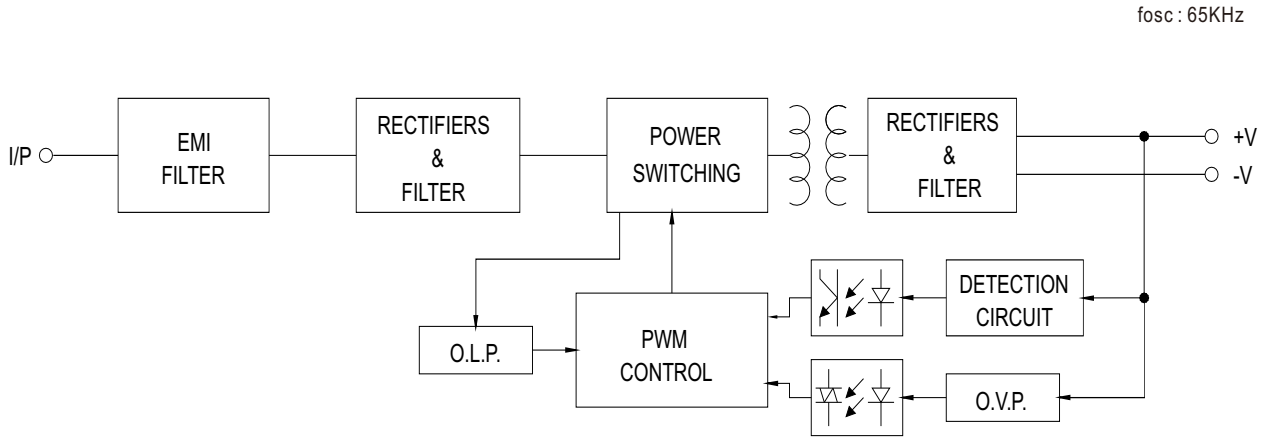 fosc : 65KHz
I/P
EMI
FILTER
RECTIFIERS
&
FILTER
POWER
SWITCHING
RECTIFIERS
&
FILTER
+V
-V
O.L.P.
PWM
CONTROL
DETECTION
CIRCUIT
O.V.P.